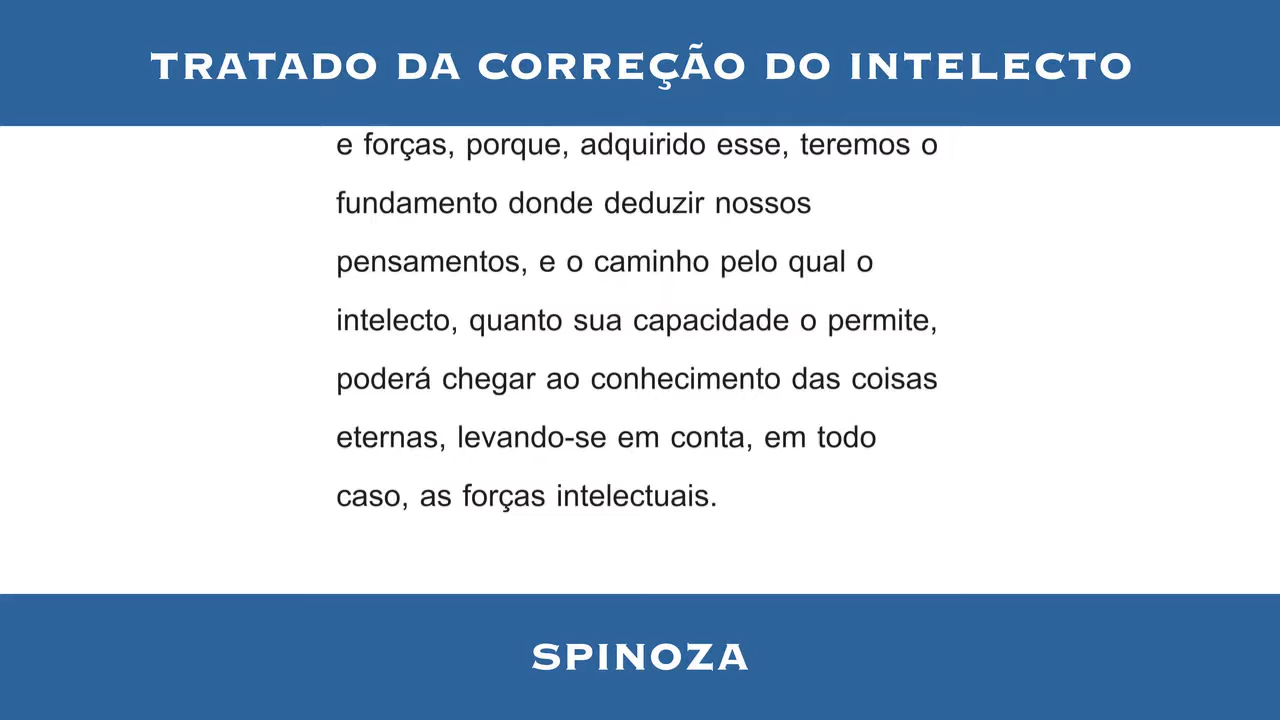 TRATADO DA CORREÇÃO DO INTELECTO
e forças, porque, adquirido esse, teremos o
fundamento donde deduzir nossos
pensamentos, e o caminho pelo qual o
intelecto, quanto sua capacidade o permite,
poderá chegar ao conhecimento das coisas
eternas, levando-se em conta, em todo
caso, as forças intelectuais.
SPINOZA